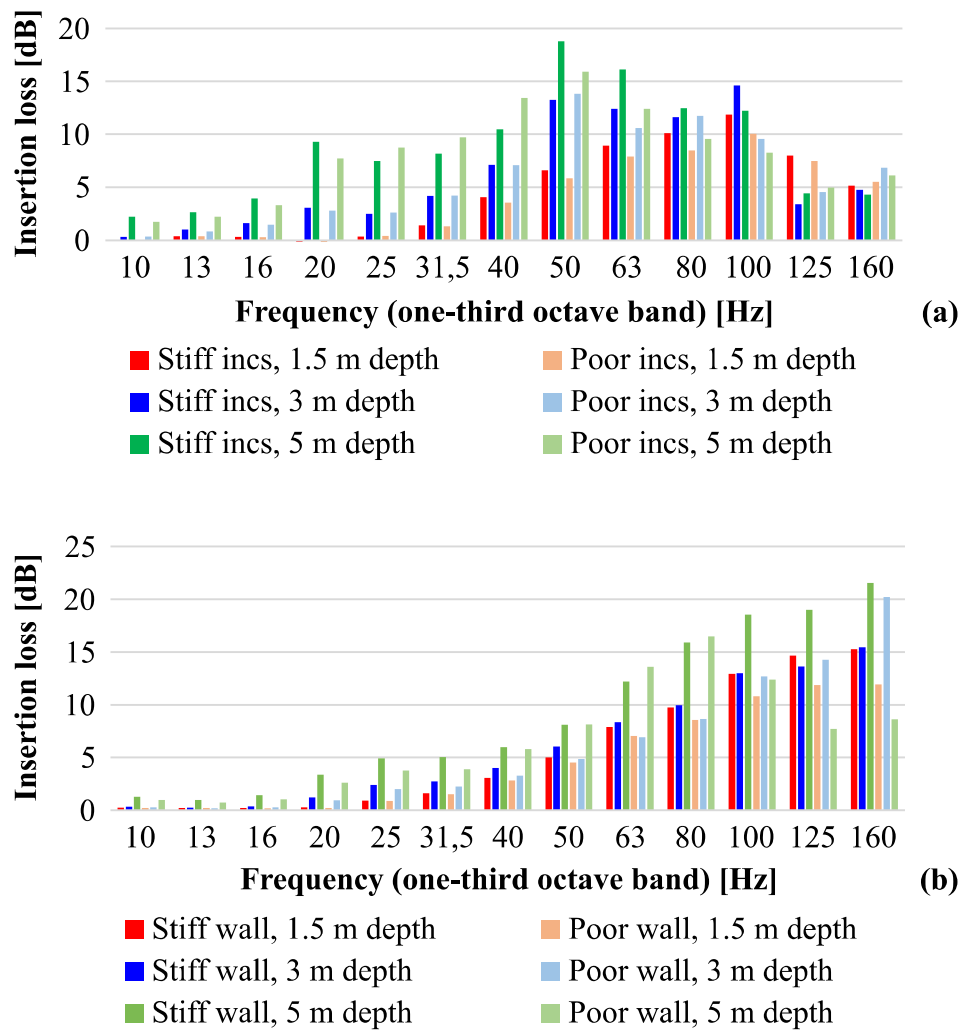 20
15
10
5
0
Insertion loss [dB]
10 13 16 20 25 31,5 40 50 63 80 100 125 160
Frequency (one-third octave band) [Hz] (a)
Stiff incs, 1.5 m depth Poor incs, 1.5 m depth
Stiff incs, 3 m depth Poor incs, 3 m depth
Stiff incs, 5 m depth Poor incs, 5 m depth
25
20
15
10
5
0
Insertion loss [dB]
10 13 16 20 25 31,5 40 50 63 80 100 125 160
Frequency (one-third octave band) [Hz] (b)
Stiff wall, 1.5 m depth Poor wall, 1.5 m depth
Stiff wall, 3 m depth Poor wall, 3 m depth
Stiff wall, 5 m depth Poor wall, 5 m depth